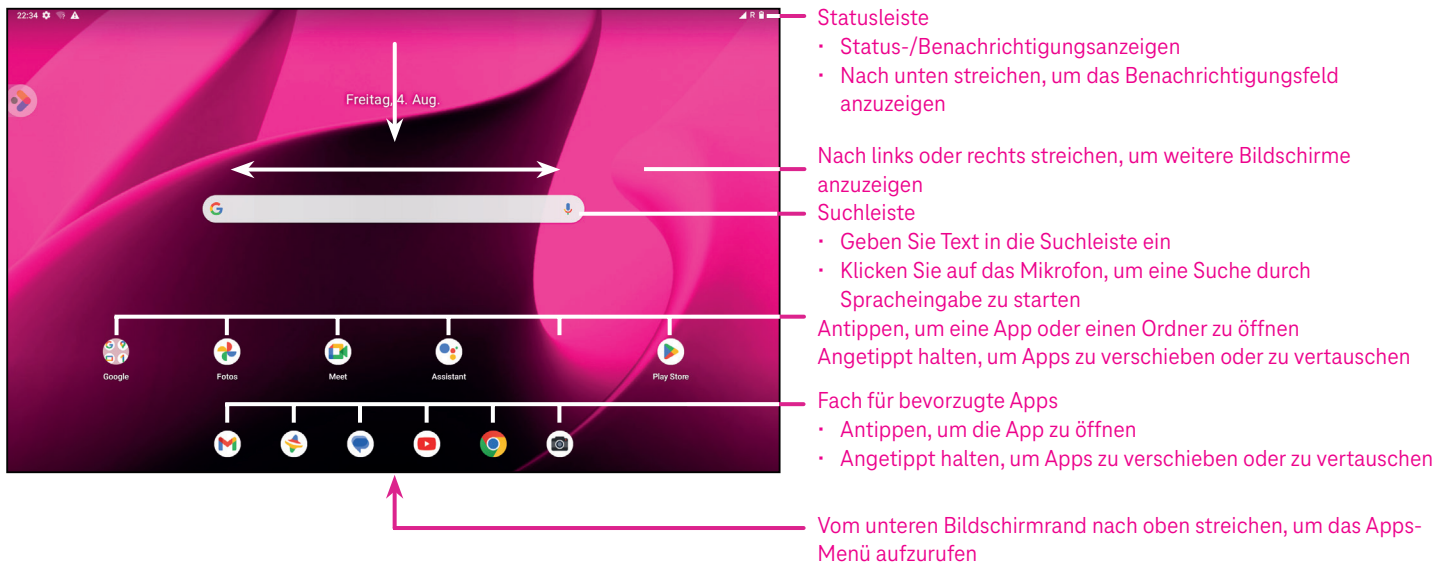 22:34
R
Freitag, 4. Aug.
Google
Fotos
Meet
Assistant
Play Store
Statusleiste
· Status-/Benachrichtigungsanzeigen
· Nach unten streichen, um das Benachrichtigungsfeld
anzuzeigen
Nach links oder rechts streichen, um weitere Bildschirme
anzuzeigen
Suchleiste
· Geben Sie Text in die Suchleiste ein
· Klicken Sie auf das Mikrofon, um eine Suche durch
Spracheingabe zu starten
Antippen, um eine App oder einen Ordner zu öffnen
Angetippt halten, um Apps zu verschieben oder zu vertauschen
Fach für bevorzugte Apps
· Antippen, um die App zu öffnen
· Angetippt halten, um Apps zu verschieben oder zu vertauschen
Vom unteren Bildschirmrand nach oben streichen, um das Apps-
Menü aufzurufen